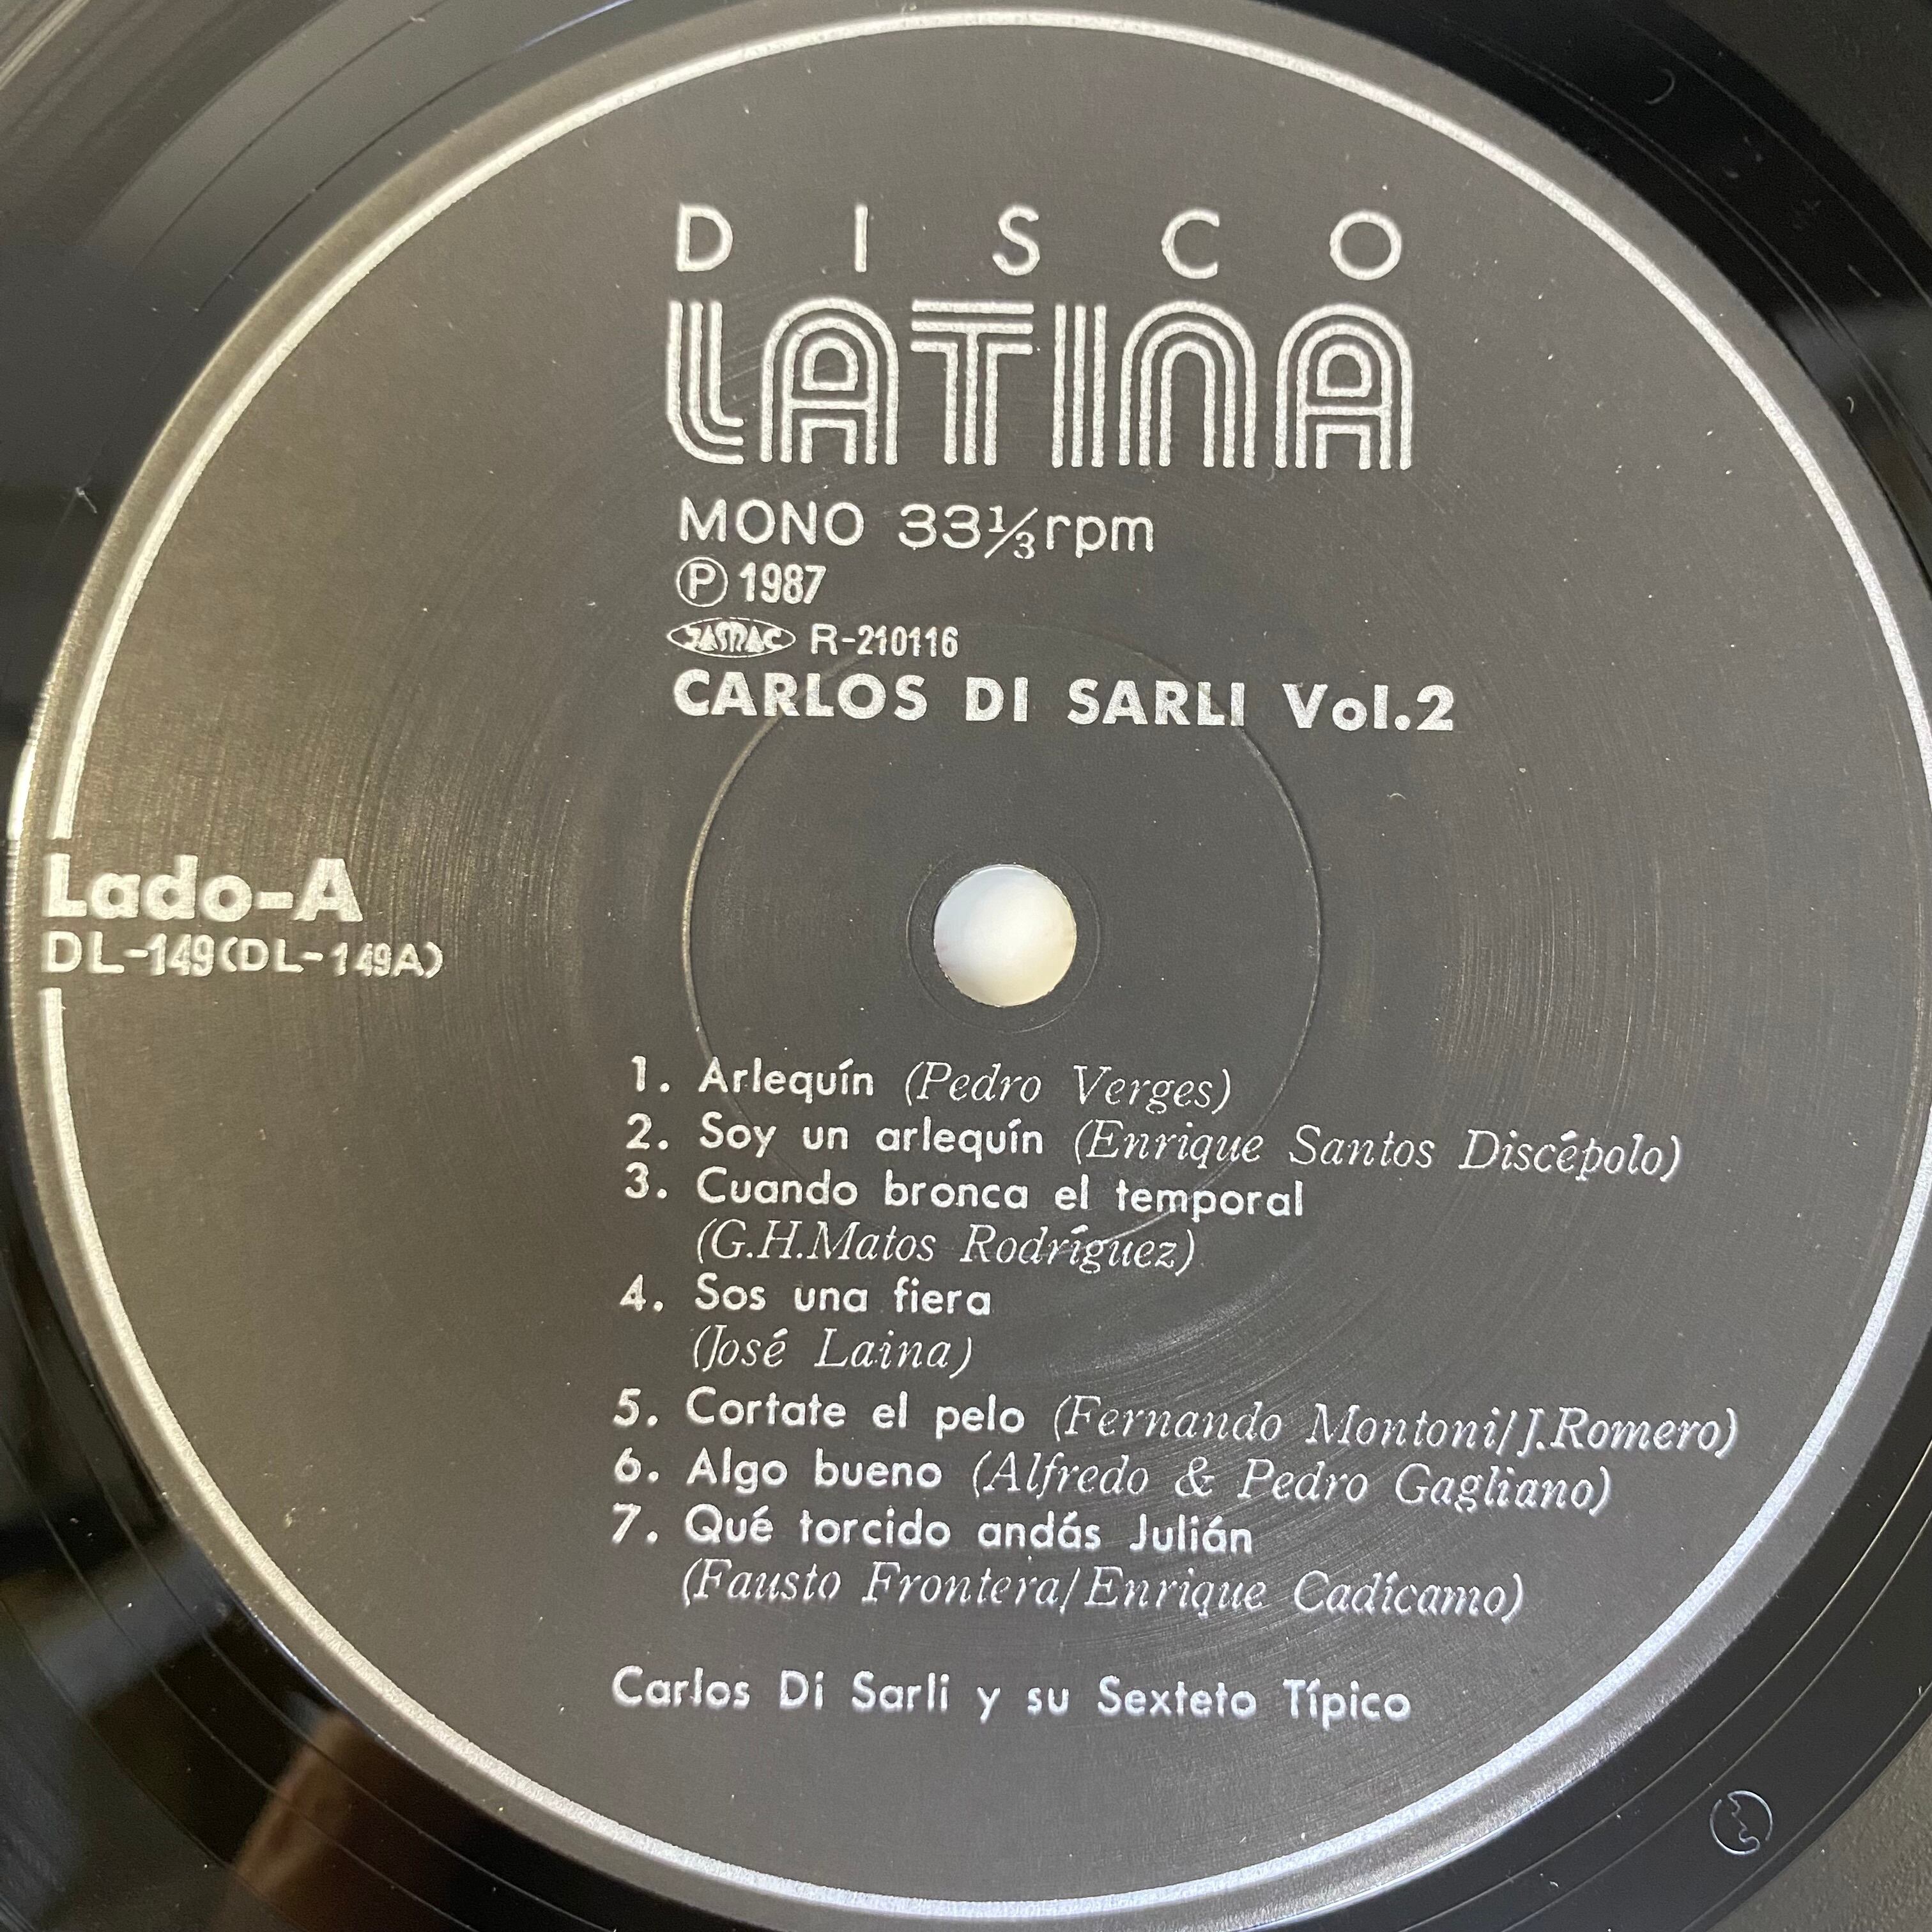 DISCO
LATINA
MONO 33⅓rpm
Ⓟ 1987
JASRAC R-210116
CARLOS DI SARLI Vol.2
Lado-A
DL-149(DL-149A)
1. Arlequín (Pedro Verges)
2. Soy un arlequín (Enrique Santos Discépolo)
3. Cuando bronca el temporal
(G.H.Matos Rodríguez)
4. Sos una fiera
(José Laina)
5. Cortate el pelo (Fernando Montoni/J.Romero)
6. Algo bueno (Alfredo & Pedro Gagliano)
7. Qué torcido andás Julián
(Fausto Frontera/Enrique Cadícamo)
Carlos Di Sarli y su Sexteto Típico